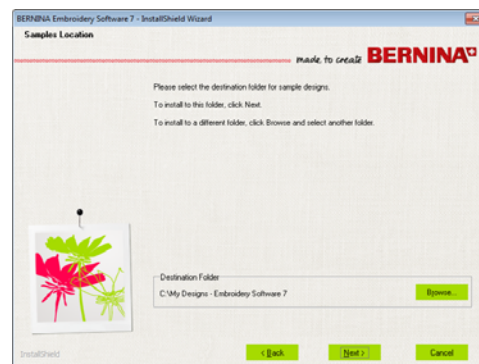 BERNINA Embroidery Software 7 - InstallShield Wizard
Samples Location
made to create BERNINA
Please select the destination folder for sample designs.
To install to this folder, click Next.
To install to a different folder, click Browse and select another folder.
Destination Folder
C:\My Designs - Embroidery Software 7
Browse...
InstallShield
< Back
Next >
Cancel